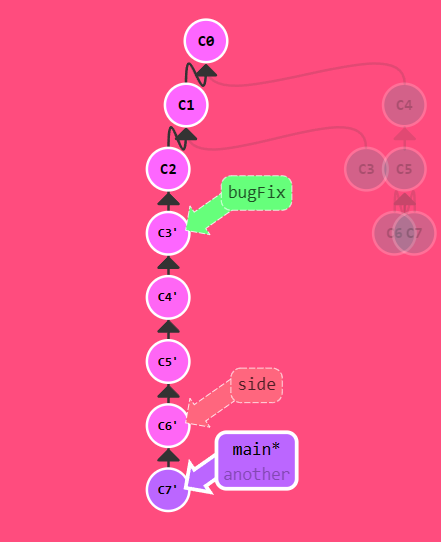 C0
C1
C4
C2
C3
C5
bugFix
C3'
C6
C7
C4'
C5'
side
C6'
main*
another
C7'